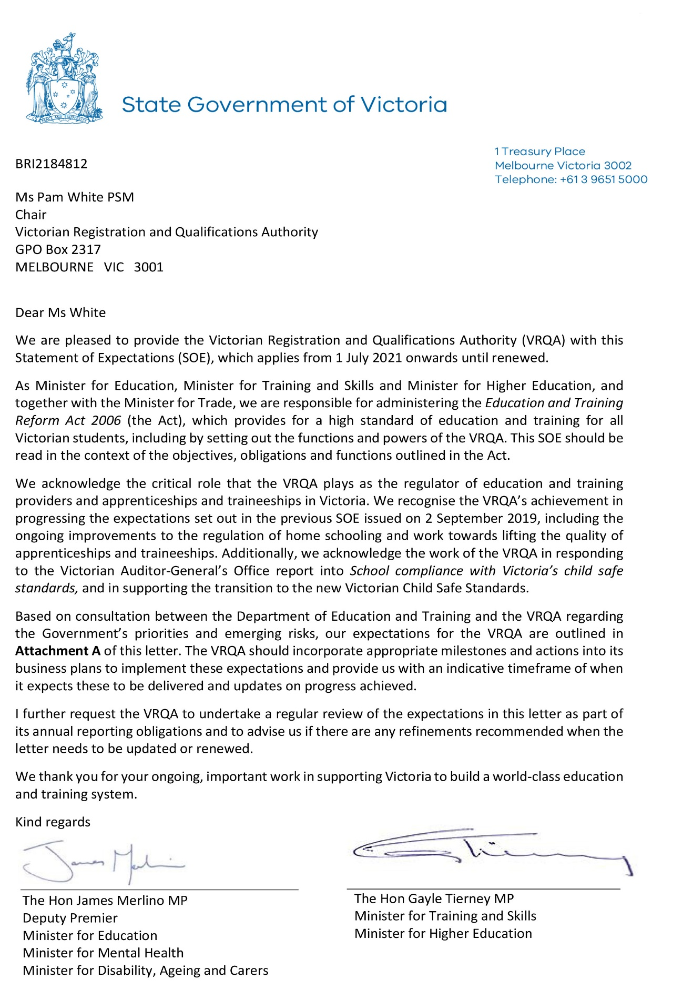 PEACE AND PROSPERITY
State Government of Victoria
1 Treasury Place
Melbourne Victoria 3002
Telephone: +61 3 9651 5000
BRI2184812
Ms Pam White PSM
Chair
Victorian Registration and Qualifications Authority
GPO Box 2317
MELBOURNE VIC 3001
Dear Ms White
We are pleased to provide the Victorian Registration and Qualifications Authority (VRQA) with this
Statement of Expectations (SOE), which applies from 1 July 2021 onwards until renewed.
As Minister for Education, Minister for Training and Skills and Minister for Higher Education, and
together with the Minister for Trade, we are responsible for administering the Education and Training
Reform Act 2006 (the Act), which provides for a high standard of education and training for all
Victorian students, including by setting out the functions and powers of the VRQA. This SOE should be
read in the context of the objectives, obligations and functions outlined in the Act.
We acknowledge the critical role that the VRQA plays as the regulator of education and training
providers and apprenticeships and traineeships in Victoria. We recognise the VRQA’s achievement in
progressing the expectations set out in the previous SOE issued on 2 September 2019, including the
ongoing improvements to the regulation of home schooling and work towards lifting the quality of
apprenticeships and traineeships. Additionally, we acknowledge the work of the VRQA in responding
to the Victorian Auditor-General’s Office report into School compliance with Victoria’s child safe
standards, and in supporting the transition to the new Victorian Child Safe Standards.
Based on consultation between the Department of Education and Training and the VRQA regarding
the Government’s priorities and emerging risks, our expectations for the VRQA are outlined in
Attachment A of this letter. The VRQA should incorporate appropriate milestones and actions into its
business plans to implement these expectations and provide us with an indicative timeframe of when
it expects these to be delivered and updates on progress achieved.
I further request the VRQA to undertake a regular review of the expectations in this letter as part of
its annual reporting obligations and to advise us if there are any refinements recommended when the
letter needs to be updated or renewed.
We thank you for your ongoing, important work in supporting Victoria to build a world-class education
and training system.
Kind regards
James Merlino
The Hon James Merlino MP
Deputy Premier
Minister for Education
Minister for Mental Health
Minister for Disability, Ageing and Carers
GTierney
The Hon Gayle Tierney MP
Minister for Training and Skills
Minister for Higher Education